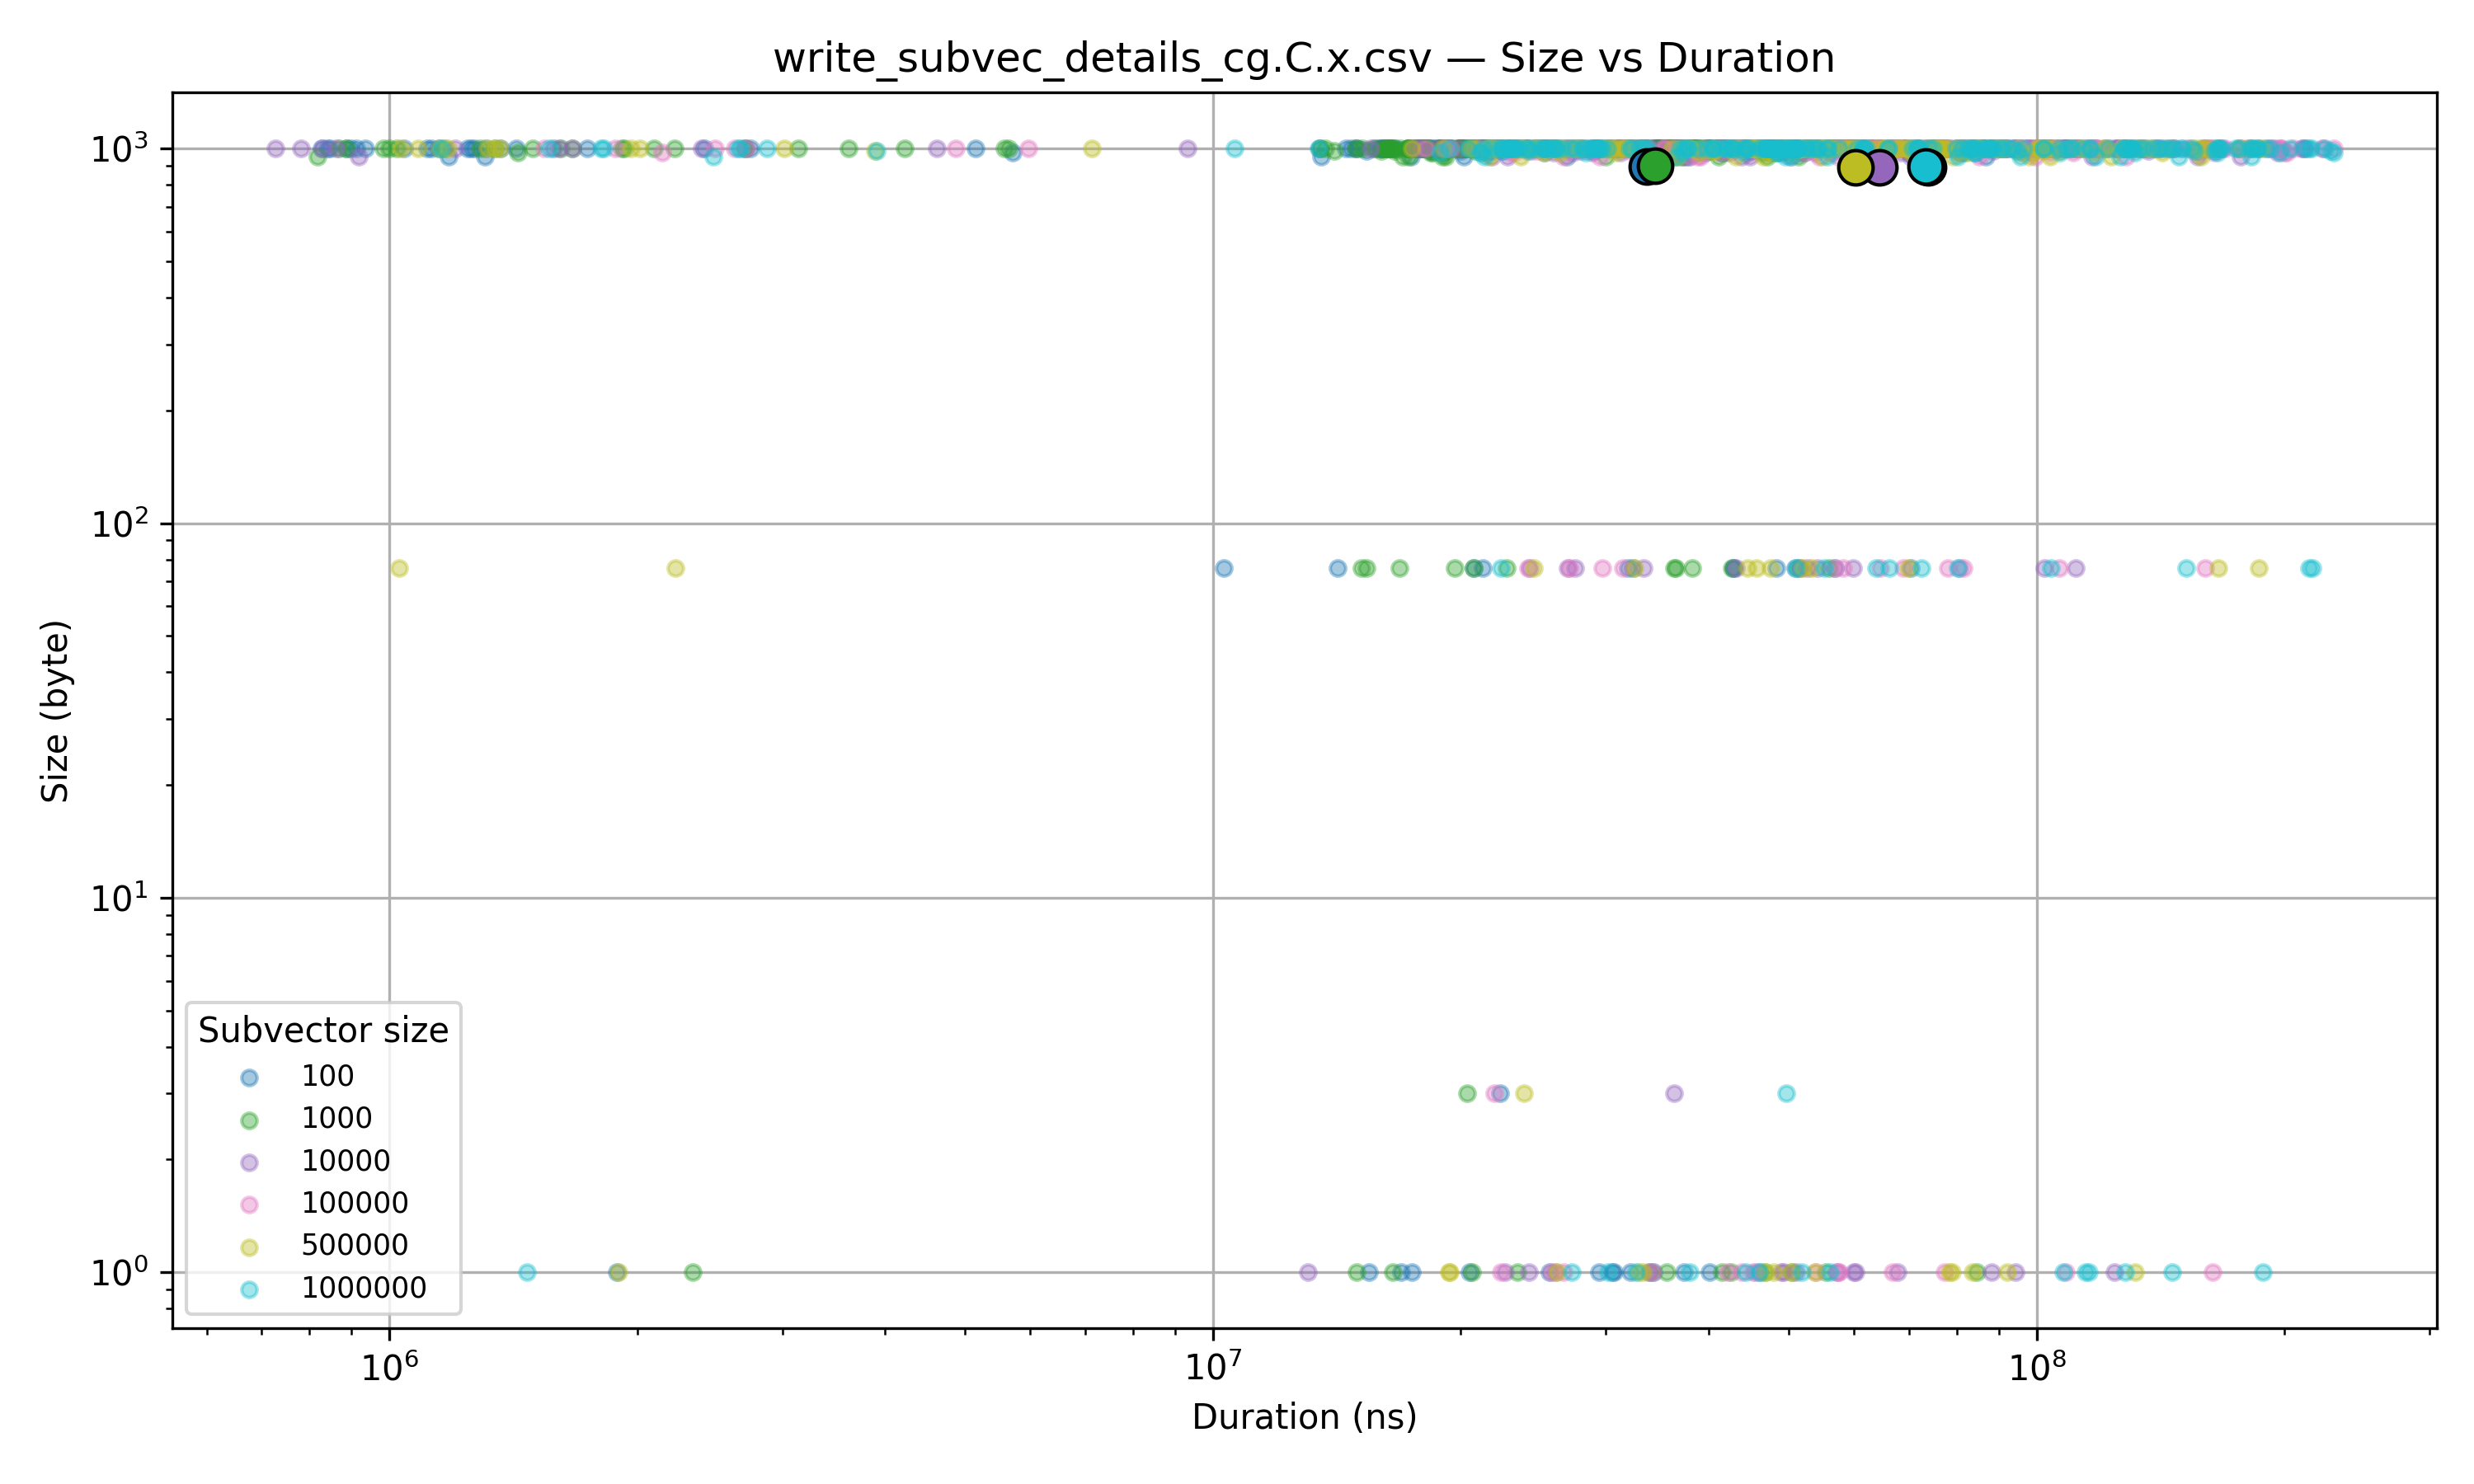 write_subvec_details_cg.C.x.csv — Size vs Duration
Size (byte)
10³
10²
10¹
10⁰
Subvector size
100
1000
10000
100000
500000
1000000
10⁶ 10⁷ 10⁸
Duration (ns)